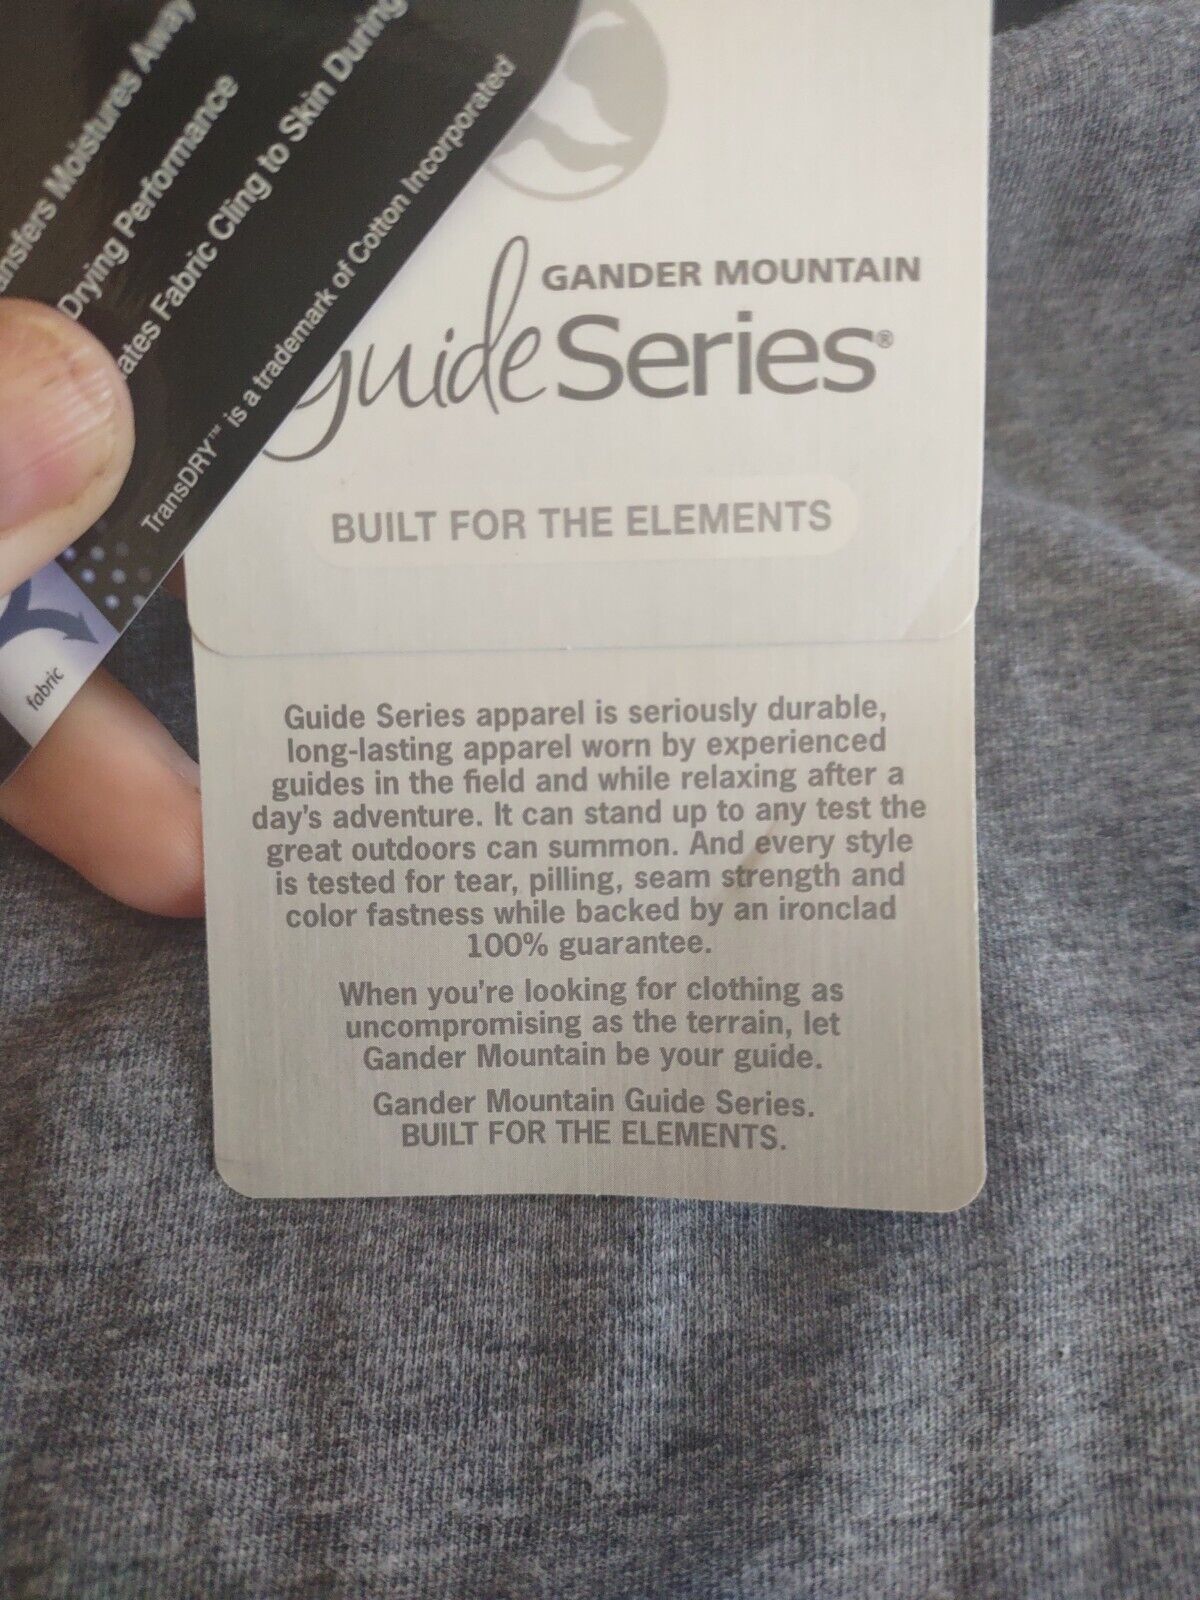 Moistures Away
Drying Performance
Fabric Cling to Skin During
TransDRY™ is a trademark of Cotton Incorporated
fabric
GANDER MOUNTAIN
guideSeries®
BUILT FOR THE ELEMENTS
Guide Series apparel is seriously durable,
long-lasting apparel worn by experienced
guides in the field and while relaxing after a
day's adventure. It can stand up to any test the
great outdoors can summon. And every style
is tested for tear, pilling, seam strength and
color fastness while backed by an ironclad
100% guarantee.
When you're looking for clothing as
uncompromising as the terrain, let
Gander Mountain be your guide.
Gander Mountain Guide Series.
BUILT FOR THE ELEMENTS.